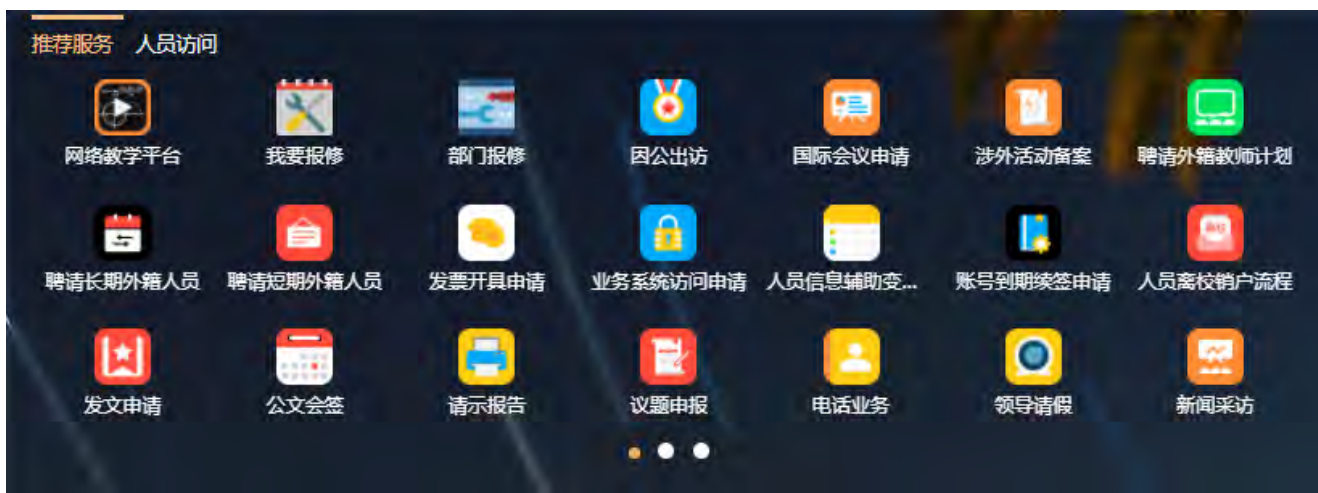 推荐服务 人员访问
网络教学平台 我要报修 部门报修 因公出访 国际会议申请 涉外活动备案 聘请外籍教师计划
聘请长期外籍人员 聘请短期外籍人员 发票开具申请 业务系统访问申请 人员信息辅助变... 账号到期续签申请 人员离校销户流程
发文申请 公文会签 请示报告 议题申报 电话业务 领导请假 新闻采访